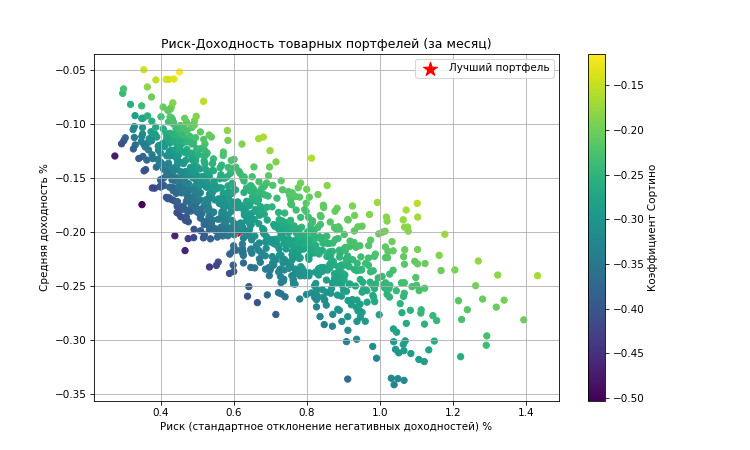 Риск-Доходность товарных портфелей (за месяц)
Лучший портфель
−0.05
−0.10
−0.15
−0.20
−0.25
−0.30
−0.35
Средняя доходность %
0.4 0.6 0.8 1.0 1.2 1.4
Риск (стандартное отклонение негативных доходностей) %
−0.15
−0.20
−0.25
−0.30
−0.35
−0.40
−0.45
−0.50
Коэффициент Сортино